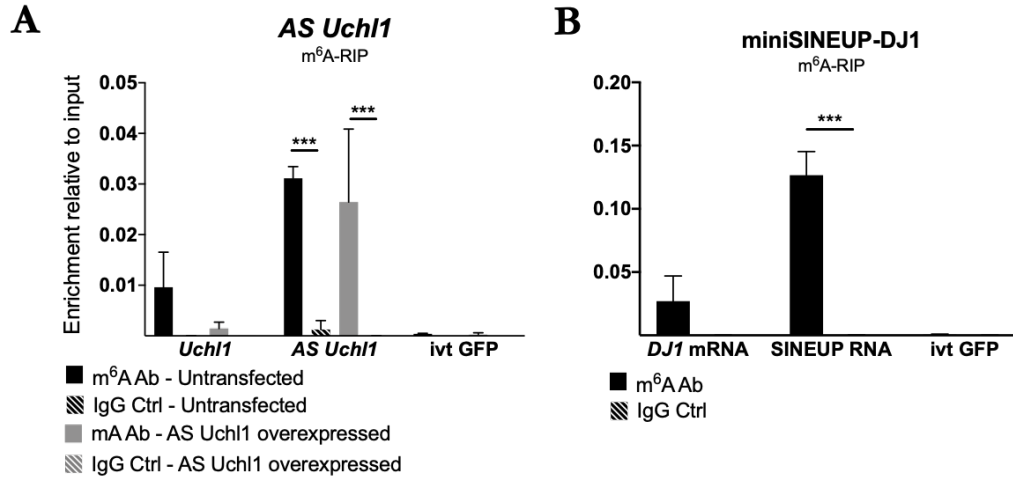 A
AS Uchl1
m⁶A-RIP
Enrichment relative to input
0.05
0.04
0.03
0.02
0.01
***
***
Uchl1 AS Uchl1 ivt GFP
m⁶A Ab - Untransfected
IgG Ctrl - Untransfected
mA Ab - AS Uchl1 overexpressed
IgG Ctrl - AS Uchl1 overexpressed
B
miniSINEUP-DJ1
m⁶A-RIP
0.20
0.15
0.10
0.05
***
DJ1 mRNA SINEUP RNA ivt GFP
m⁶A Ab
IgG Ctrl